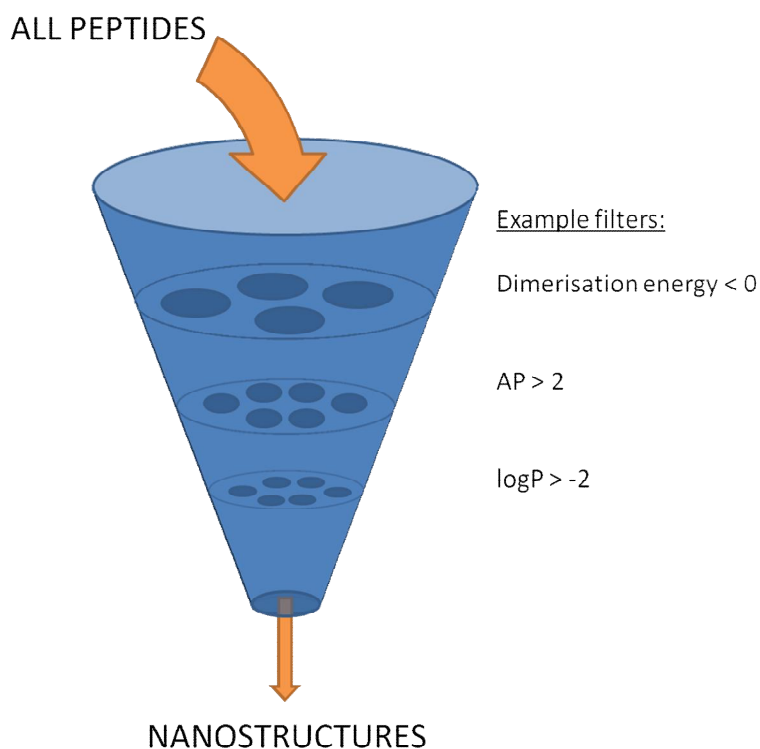 ALL PEPTIDES
Example filters:
Dimerisation energy < 0
AP > 2
logP > -2
NANOSTRUCTURES